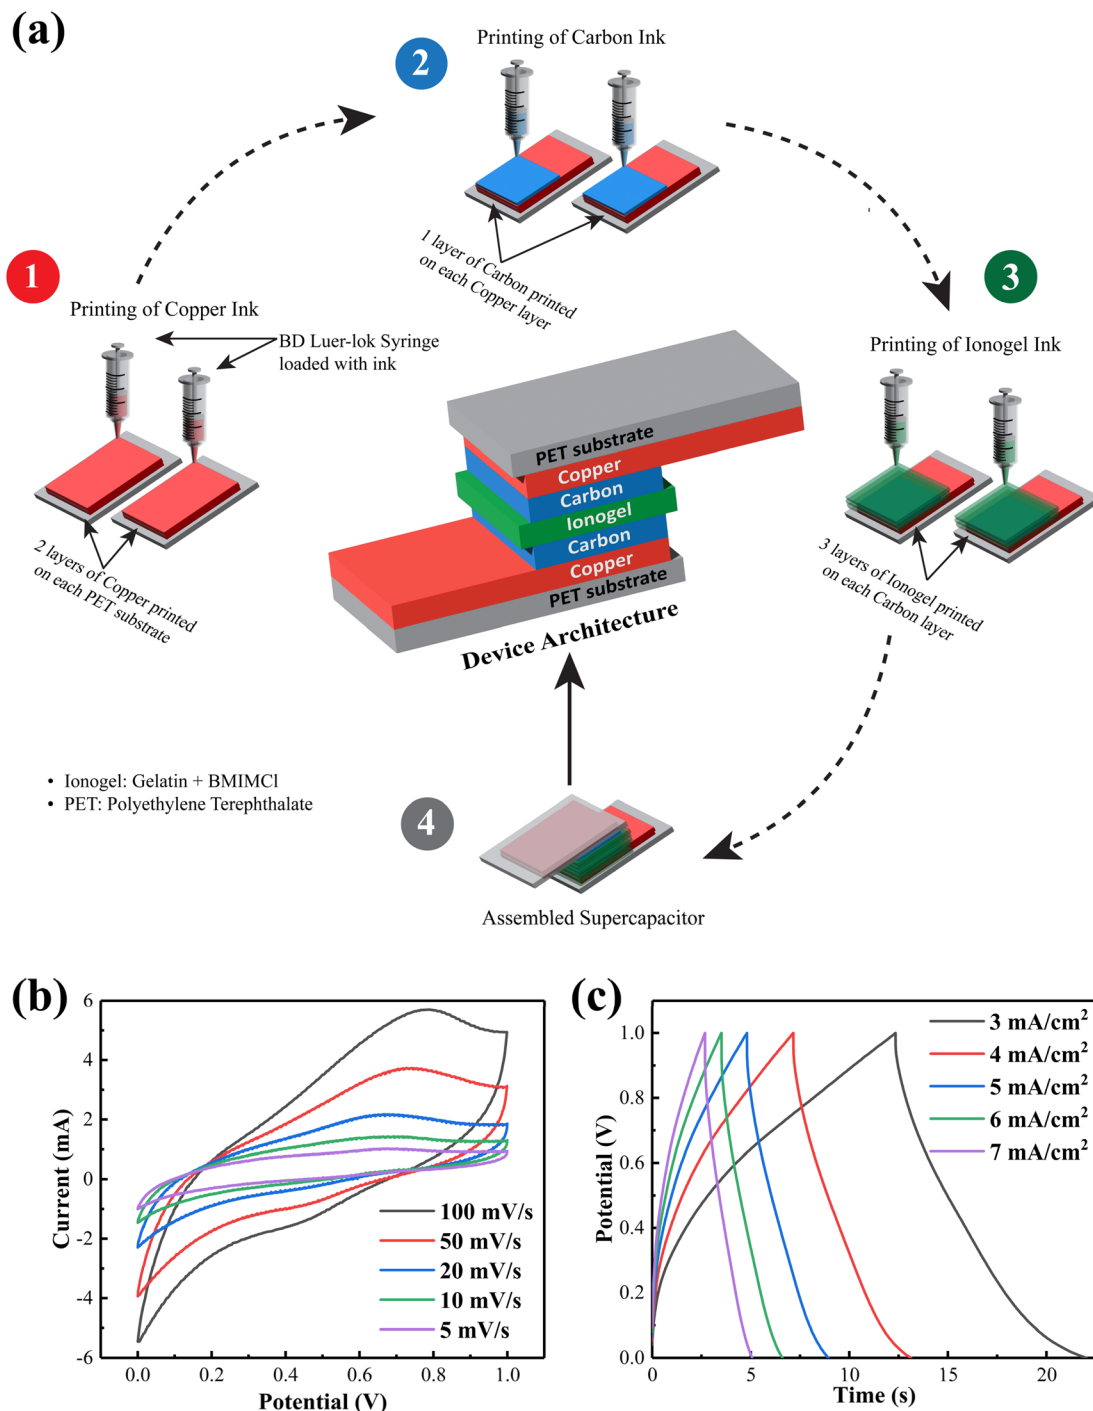 (a)
2
Printing of Carbon Ink
1 layer of Carbon printed
on each Copper layer
1
Printing of Copper Ink
BD Luer-lok Syringe
loaded with ink
2 layers of Copper printed
on each PET substrate
3
Printing of Ionogel Ink
3 layers of Ionogel printed
on each Carbon layer
PET substrate
Copper
Carbon
Ionogel
Carbon
Copper
PET substrate
Device Architecture
• Ionogel: Gelatin + BMIMCl
• PET: Polyethylene Terephthalate
4
Assembled Supercapacitor
(b)
6
4
2
0
-2
-4
-6
Current (mA)
100 mV/s
50 mV/s
20 mV/s
10 mV/s
5 mV/s
0.0 0.2 0.4 0.6 0.8 1.0
Potential (V)
(c)
1.0
0.8
0.6
0.4
0.2
0.0
Potential (V)
3 mA/cm²
4 mA/cm²
5 mA/cm²
6 mA/cm²
7 mA/cm²
0 5 10 15 20
Time (s)